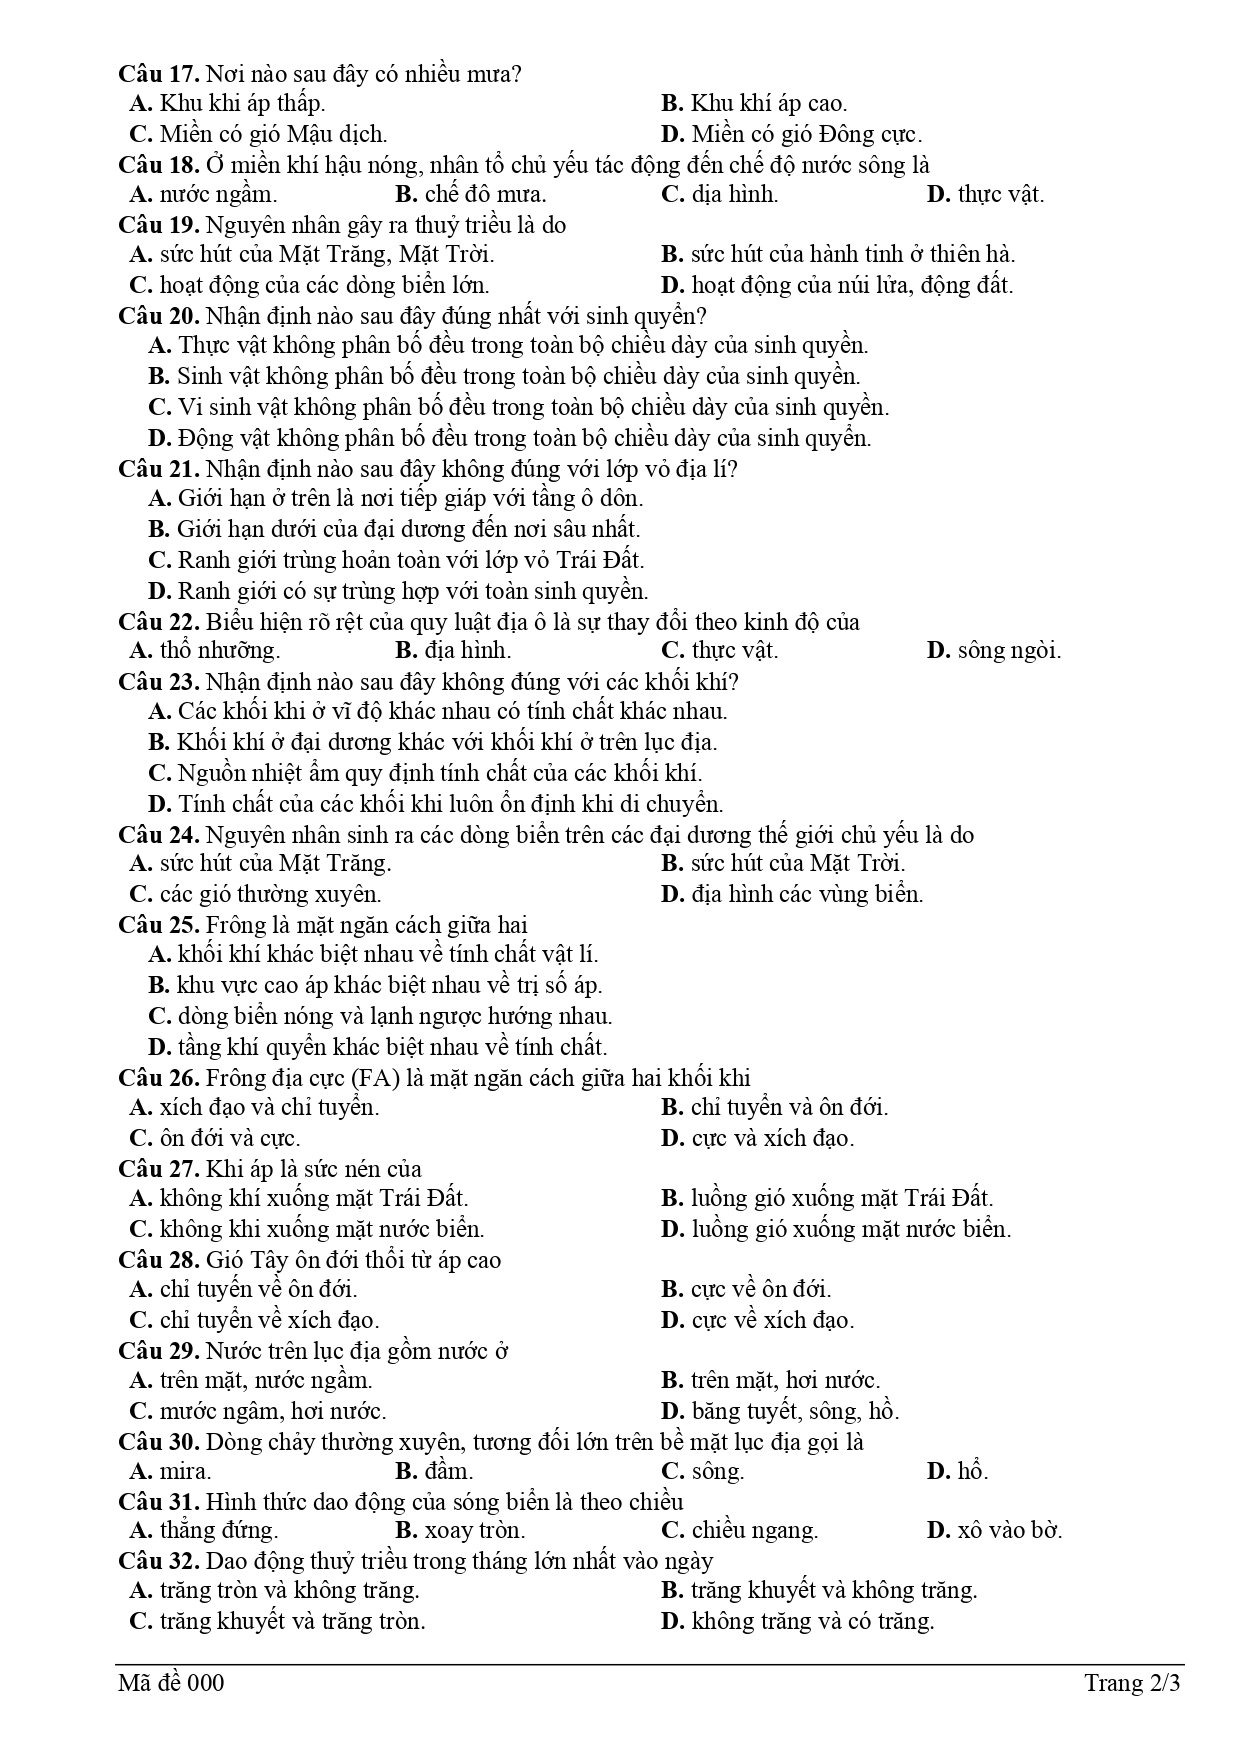 Câu 17. Nơi nào sau đây có nhiều mưa?
A. Khu khi áp thấp. B. Khu khí áp cao.
C. Miền có gió Mậu dịch. D. Miền có gió Đông cực.
Câu 18. Ở miền khí hậu nóng, nhân tổ chủ yếu tác động đến chế độ nước sông là
A. nước ngầm. B. chế đô mưa. C. dịa hình. D. thực vật.
Câu 19. Nguyên nhân gây ra thuỷ triều là do
A. sức hút của Mặt Trăng, Mặt Trời. B. sức hút của hành tinh ở thiên hà.
C. hoạt động của các dòng biển lớn. D. hoạt động của núi lửa, động đất.
Câu 20. Nhận định nào sau đây đúng nhất với sinh quyển?
A. Thực vật không phân bố đều trong toàn bộ chiều dày của sinh quyền.
B. Sinh vật không phân bố đều trong toàn bộ chiều dày của sinh quyền.
C. Vi sinh vật không phân bố đều trong toàn bộ chiều dày của sinh quyền.
D. Động vật không phân bố đều trong toàn bộ chiều dày của sinh quyển.
Câu 21. Nhận định nào sau đây không đúng với lớp vỏ địa lí?
A. Giới hạn ở trên là nơi tiếp giáp với tầng ô dôn.
B. Giới hạn dưới của đại dương đến nơi sâu nhất.
C. Ranh giới trùng hoản toàn với lớp vỏ Trái Đất.
D. Ranh giới có sự trùng hợp với toàn sinh quyền.
Câu 22. Biểu hiện rõ rệt của quy luật địa ô là sự thay đổi theo kinh độ của
A. thổ nhưỡng. B. địa hình. C. thực vật. D. sông ngòi.
Câu 23. Nhận định nào sau đây không đúng với các khối khí?
A. Các khối khi ở vĩ độ khác nhau có tính chất khác nhau.
B. Khối khí ở đại dương khác với khối khí ở trên lục địa.
C. Nguồn nhiệt ẩm quy định tính chất của các khối khí.
D. Tính chất của các khối khi luôn ổn định khi di chuyển.
Câu 24. Nguyên nhân sinh ra các dòng biển trên các đại dương thế giới chủ yếu là do
A. sức hút của Mặt Trăng. B. sức hút của Mặt Trời.
C. các gió thường xuyên. D. địa hình các vùng biển.
Câu 25. Frông là mặt ngăn cách giữa hai
A. khối khí khác biệt nhau về tính chất vật lí.
B. khu vực cao áp khác biệt nhau về trị số áp.
C. dòng biển nóng và lạnh ngược hướng nhau.
D. tầng khí quyển khác biệt nhau về tính chất.
Câu 26. Frông địa cực (FA) là mặt ngăn cách giữa hai khối khi
A. xích đạo và chỉ tuyển. B. chỉ tuyển và ôn đới.
C. ôn đới và cực. D. cực và xích đạo.
Câu 27. Khi áp là sức nén của
A. không khí xuống mặt Trái Đất. B. luồng gió xuống mặt Trái Đất.
C. không khi xuống mặt nước biển. D. luồng gió xuống mặt nước biển.
Câu 28. Gió Tây ôn đới thổi từ áp cao
A. chỉ tuyến về ôn đới. B. cực về ôn đới.
C. chỉ tuyển về xích đạo. D. cực về xích đạo.
Câu 29. Nước trên lục địa gồm nước ở
A. trên mặt, nước ngầm. B. trên mặt, hơi nước.
C. mước ngâm, hơi nước. D. băng tuyết, sông, hồ.
Câu 30. Dòng chảy thường xuyên, tương đối lớn trên bề mặt lục địa gọi là
A. mira. B. đầm. C. sông. D. hổ.
Câu 31. Hình thức dao động của sóng biển là theo chiều
A. thẳng đứng. B. xoay tròn. C. chiều ngang. D. xô vào bờ.
Câu 32. Dao động thuỷ triều trong tháng lớn nhất vào ngày
A. trăng tròn và không trăng. B. trăng khuyết và không trăng.
C. trăng khuyết và trăng tròn. D. không trăng và có trăng.
Mã đề 000 Trang 2/3